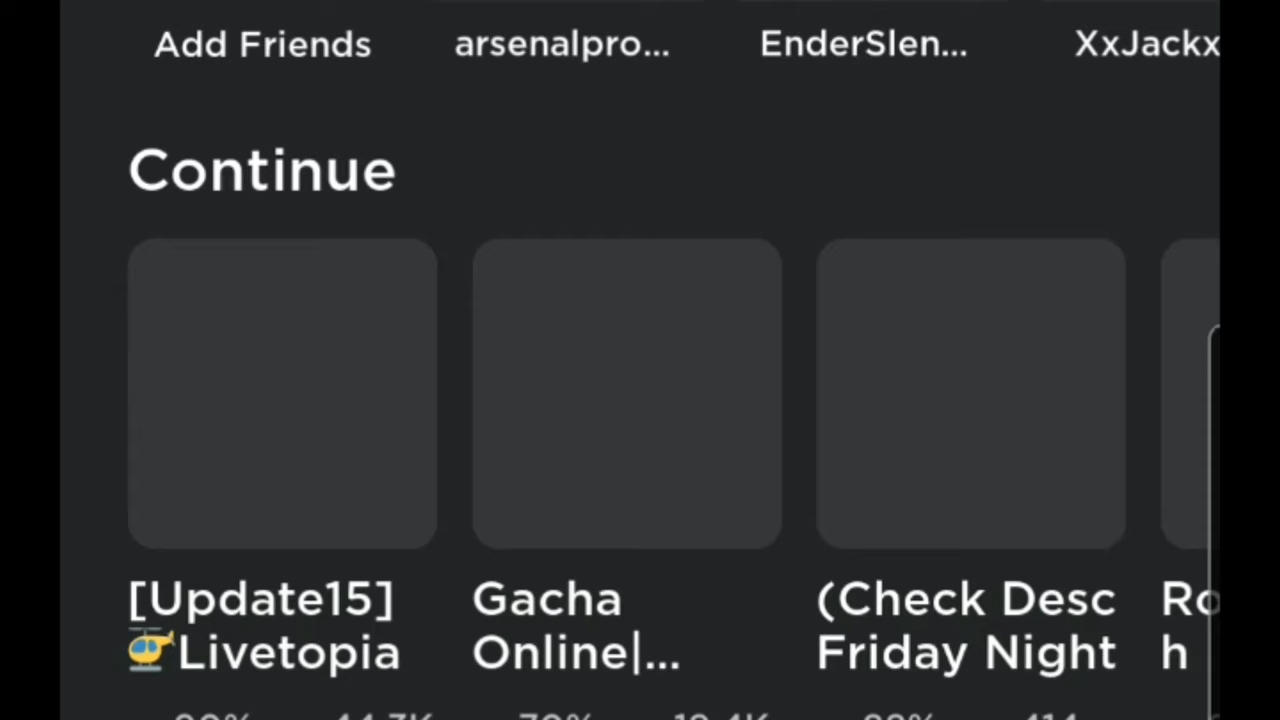 Add Friends arsenalpro... EnderSlen... XxJackx
Continue
[Update15] Gacha (Check Desc
🚁Livetopia Online|... Friday Night h